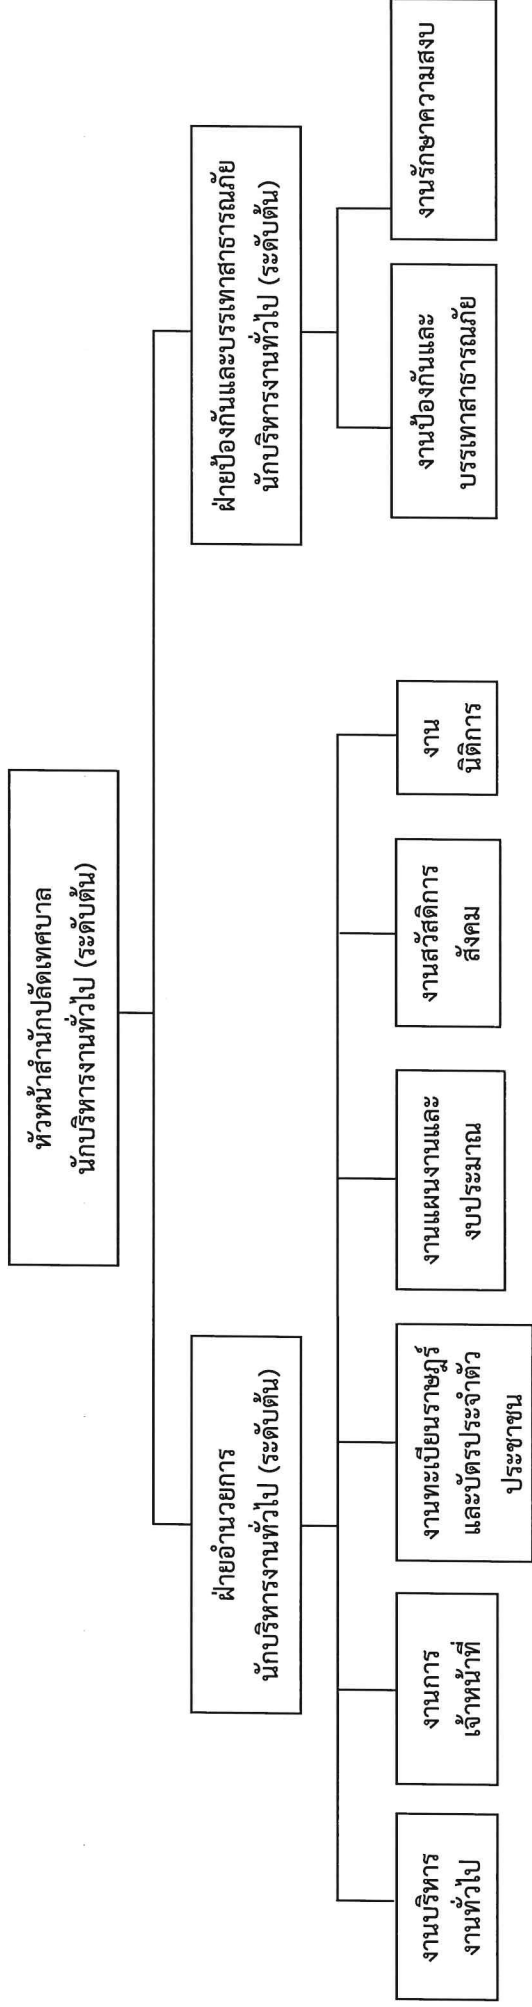 หัวหน้าสำนักปลัดเทศบาล
นักบริหารงานทั่วไป (ระดับต้น)
ฝ่ายอำนวยการ
นักบริหารงานทั่วไป (ระดับต้น)
ฝ่ายป้องกันและบรรเทาสาธารณภัย
นักบริหารงานทั่วไป (ระดับต้น)
งานบริหาร
งานทั่วไป
งานการ
เจ้าหน้าที่
งานทะเบียนราษฎร์
และบัตรประจำตัว
ประชาชน
งานแผนงานและ
งบประมาณ
งานสวัสดิการ
สังคม
งาน
นิติการ
งานป้องกันและ
บรรเทาสาธารณภัย
งานรักษาความสงบ